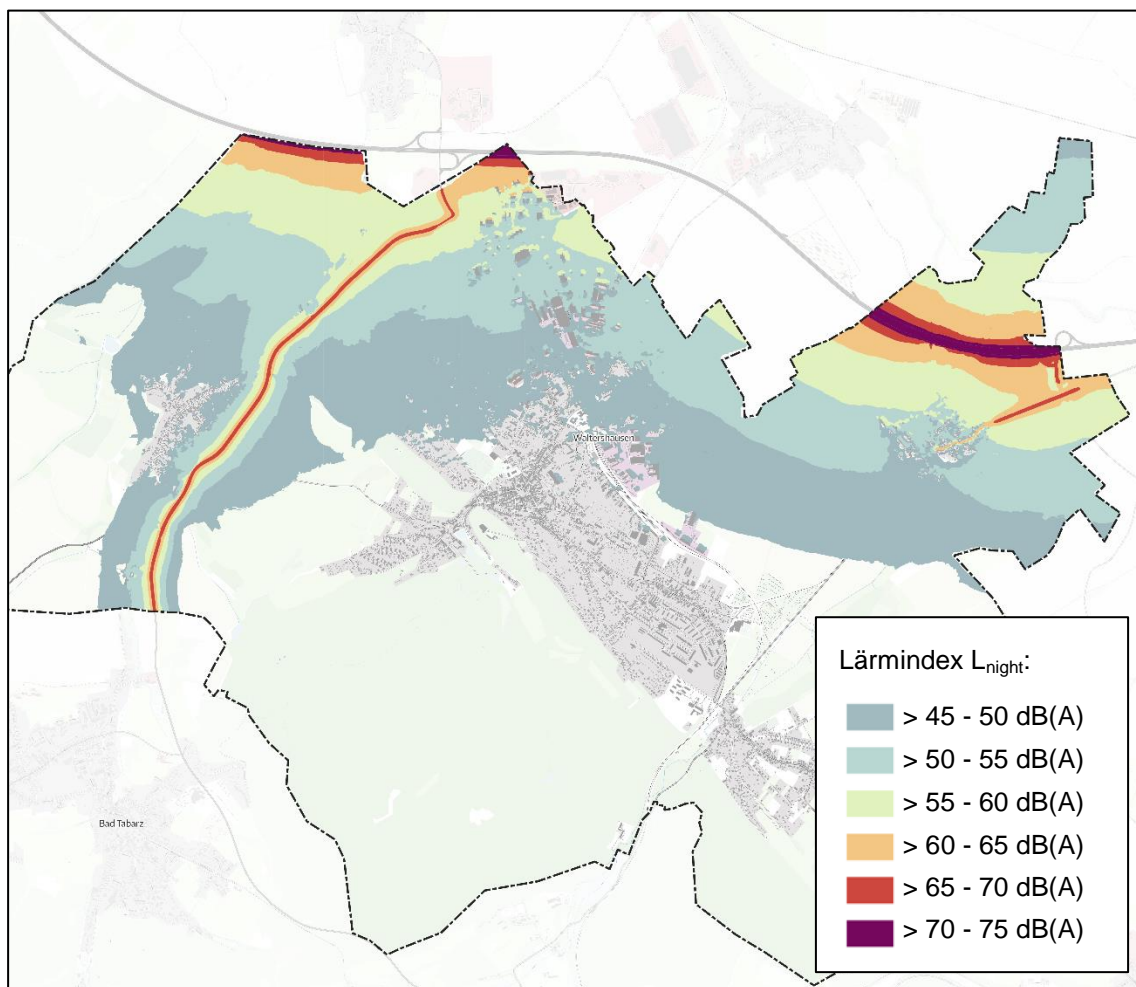 Waltershausen
Bad Tabarz
Lärmindex Lnight:
> 45 - 50 dB(A)
> 50 - 55 dB(A)
> 55 - 60 dB(A)
> 60 - 65 dB(A)
> 65 - 70 dB(A)
> 70 - 75 dB(A)